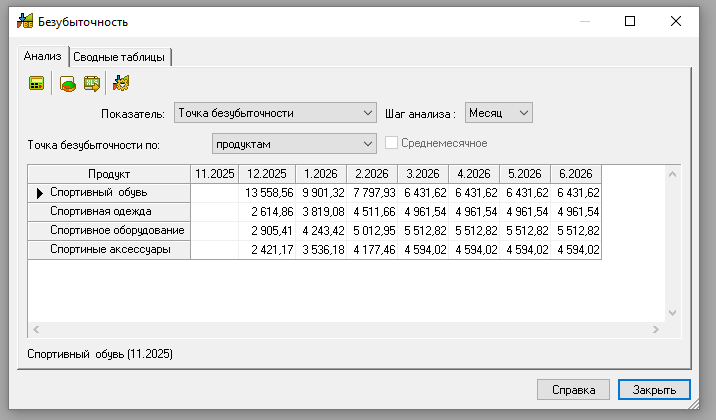 Безубыточность
Анализ Сводные таблицы
Показатель: Точка безубыточности Шаг анализа : Месяц
Точка безубыточности по: продуктам Среднемесячное
Продукт 11.2025 12.2025 1.2026 2.2026 3.2026 4.2026 5.2026 6.2026
Спортивный обувь 13 558,56 9 901,32 7 797,93 6 431,62 6 431,62 6 431,62 6 431,62
Спортивная одежда 2 614,86 3 819,08 4 511,66 4 961,54 4 961,54 4 961,54 4 961,54
Спортивное оборудование 2 905,41 4 243,42 5 012,95 5 512,82 5 512,82 5 512,82 5 512,82
Спортиные аксессуары 2 421,17 3 536,18 4 177,46 4 594,02 4 594,02 4 594,02 4 594,02
Спортивный обувь (11.2025)
Справка Закрыть